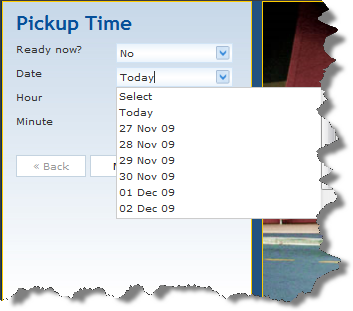 Pickup Time
Ready now? No
Date Today
Hour
Minute
Select
Today
27 Nov 09
28 Nov 09
29 Nov 09
30 Nov 09
01 Dec 09
02 Dec 09
« Back